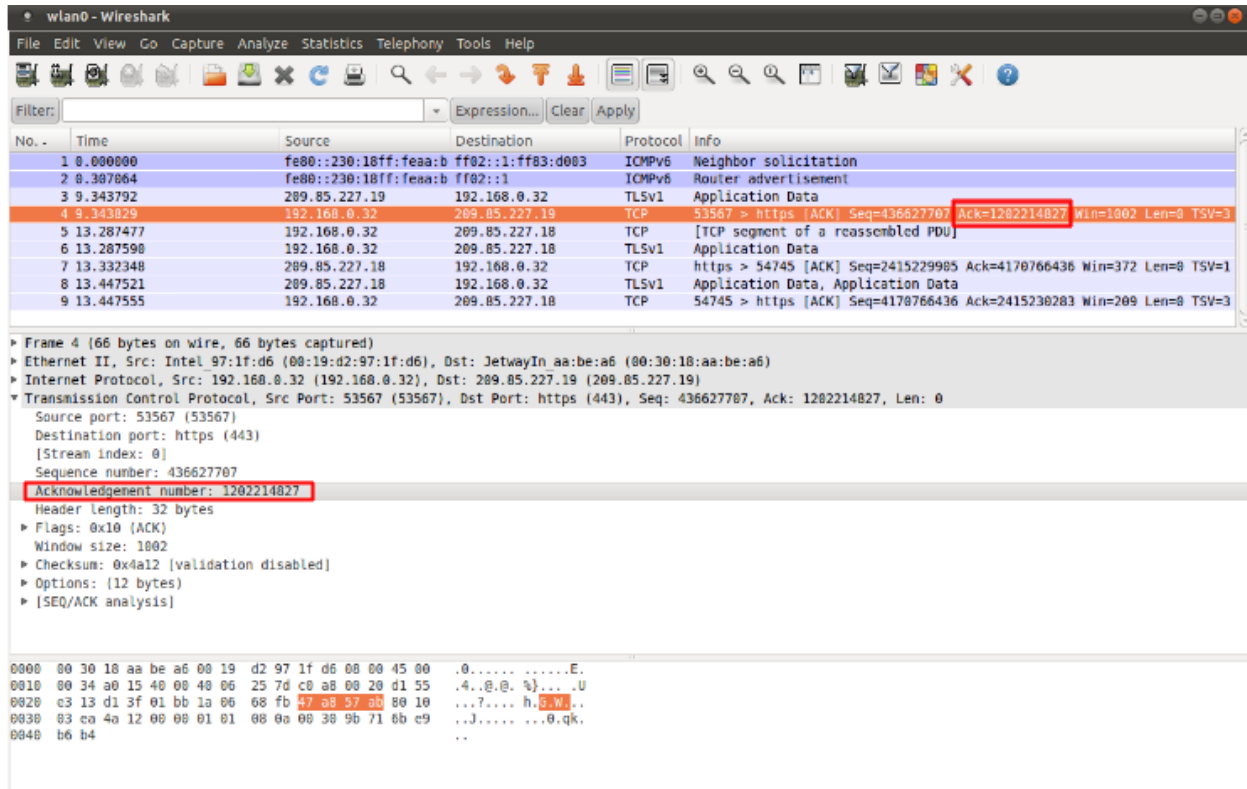 wlan0 - Wireshark
File Edit View Go Capture Analyze Statistics Telephony Tools Help
Filter: Expression... Clear Apply
No. . Time Source Destination Protocol Info
1 0.000000 fe80::230:18ff:feaa:b ff02::1:ff83:d003 ICMPv6 Neighbor solicitation
2 0.307064 fe80::230:18ff:feaa:b ff02::1 ICMPv6 Router advertisement
3 9.343792 209.85.227.19 192.168.0.32 TLSv1 Application Data
4 9.343829 192.168.0.32 209.85.227.19 TCP 53567 > https [ACK] Seq=436627707 Ack=1202214827 Win=1002 Len=0 TSV=3
5 13.287477 192.168.0.32 209.85.227.18 TCP [TCP segment of a reassembled PDU]
6 13.287590 192.168.0.32 209.85.227.18 TLSv1 Application Data
7 13.332348 209.85.227.18 192.168.0.32 TCP https > 54745 [ACK] Seq=2415229905 Ack=4170766436 Win=372 Len=0 TSV=1
8 13.447521 209.85.227.18 192.168.0.32 TLSv1 Application Data, Application Data
9 13.447555 192.168.0.32 209.85.227.18 TCP 54745 > https [ACK] Seq=4170766436 Ack=2415230283 Win=209 Len=0 TSV=3
Frame 4 (66 bytes on wire, 66 bytes captured)
Ethernet II, Src: Intel_97:1f:d6 (00:19:d2:97:1f:d6), Dst: JetwayIn_aa:be:a6 (00:30:18:aa:be:a6)
Internet Protocol, Src: 192.168.0.32 (192.168.0.32), Dst: 209.85.227.19 (209.85.227.19)
Transmission Control Protocol, Src Port: 53567 (53567), Dst Port: https (443), Seq: 436627707, Ack: 1202214827, Len: 0
Source port: 53567 (53567)
Destination port: https (443)
[Stream index: 0]
Sequence number: 436627707
Acknowledgement number: 1202214827
Header length: 32 bytes
Flags: 0x10 (ACK)
Window size: 1002
Checksum: 0x4a12 [validation disabled]
Options: (12 bytes)
[SEQ/ACK analysis]
0000 00 30 18 aa be a6 00 19 d2 97 1f d6 08 00 45 00 .0...... ......E.
0010 00 34 a0 15 40 00 40 06 25 7d c0 a8 00 20 d1 55 .4..@.@. %}... .U
0020 e3 13 d1 3f 01 bb 1a 06 68 fb 47 a8 57 ab 80 10 ...?.... h.G.W...
0030 03 ea 4a 12 00 00 01 01 08 0a 00 30 9b 71 6b e9 ..J..... ...0.qk.
0040 b6 b4 ..